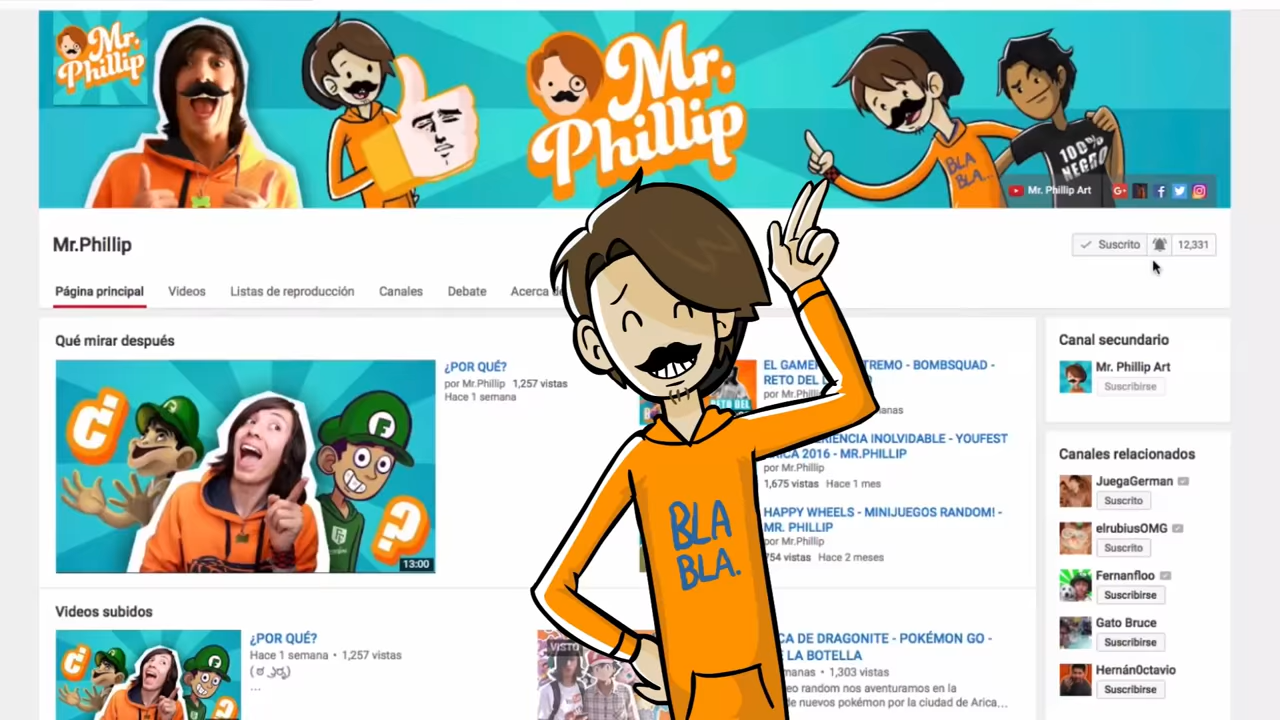 Mr.
Phillip
Mr.
Phillip
BLA
BLA...
100%
NEGRO
Mr. Phillip Art
Mr.Phillip
Suscrito
12,331
Página principal
Videos
Listas de reproducción
Canales
Debate
Acerca de
Qué mirar después
¿POR QUÉ?
por Mr.Phillip 1,257 vistas
Hace 1 semana
¿
F
?
13:00
EL GAMER
TREMO - BOMBSQUAD -
RETO DEL
por Mr.Phillip
ERIENCIA INOLVIDABLE - YOUFEST
ARICA 2016 - MR.PHILLIP
por Mr.Phillip
1,675 vistas Hace 1 mes
HAPPY WHEELS - MINIJUEGOS RANDOM! -
MR. PHILLIP
por Mr.Phillip
754 vistas Hace 2 meses
BLA
BLA.
Canal secundario
Mr. Phillip Art
Suscribirse
Canales relacionados
JuegaGerman
Suscrito
elrubiusOMG
Suscrito
Fernanfloo
Suscribirse
Gato Bruce
Suscribirse
HernánOctavio
Suscribirse
Videos subidos
¿POR QUÉ?
Hace 1 semana • 1,257 vistas
...
VISTO
CA DE DRAGONITE - POKÉMON GO -
LA BOTELLA
manas • 1,303 vistas
eo random nos aventuramos en la
de nuevos pokémon por la ciudad de Arica...